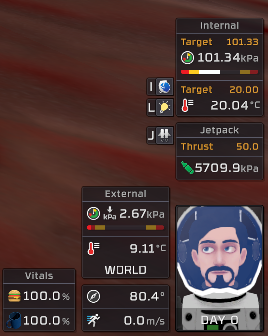 Internal
Target 101.33
101.34kPa
Target 20.00
I
20.04°C
L
Jetpack
J
Thrust 50.0
5709.9kPa
External
2.67kPa
9.11°C
WORLD
Vitals
100.0%
80.4°
100.0%
0.0m/s
DAY 0